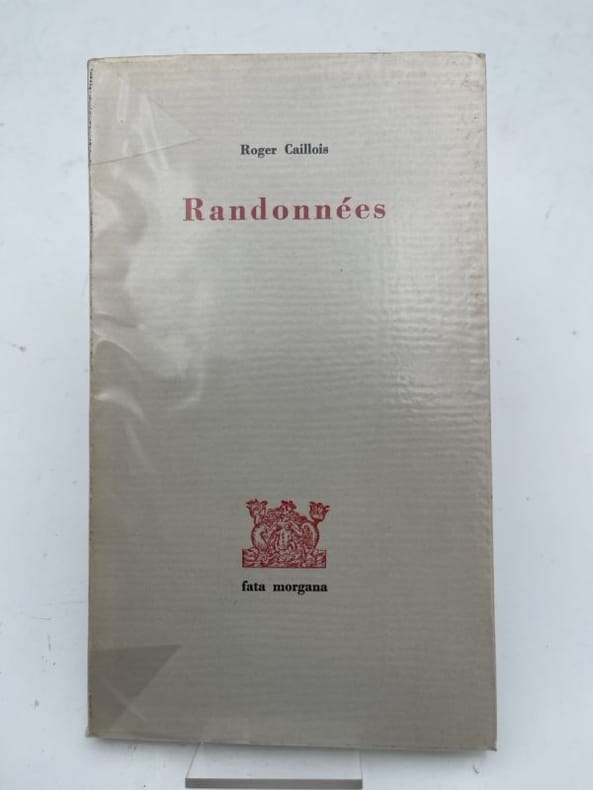 Roger Caillois
Randonnées
fata morgana